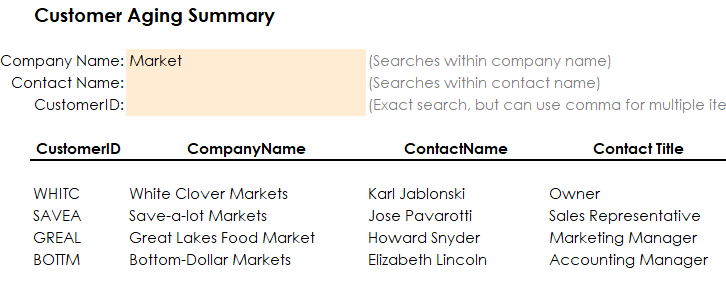 Customer Aging Summary
Company Name: Market (Searches within company name)
Contact Name: (Searches within contact name)
CustomerID: (Exact search, but can use comma for multiple ite
CustomerID CompanyName ContactName Contact Title
WHITC White Clover Markets Karl Jablonski Owner
SAVEA Save-a-lot Markets Jose Pavarotti Sales Representative
GREAL Great Lakes Food Market Howard Snyder Marketing Manager
BOTTM Bottom-Dollar Markets Elizabeth Lincoln Accounting Manager